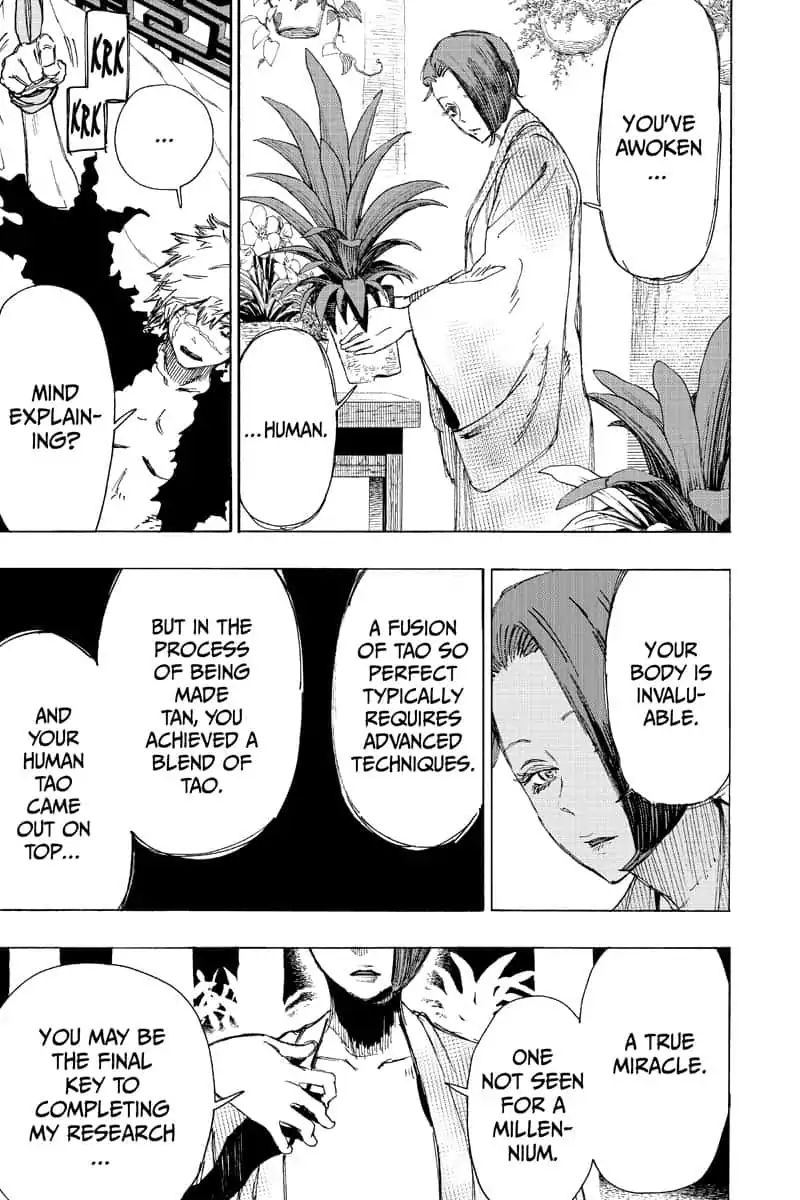 YOU'VE
AWOKEN
...
...HUMAN.
KRK
KRK
...
MIND
EXPLAIN-
ING?
YOUR
BODY IS
INVALU-
ABLE.
A FUSION
OF TAO SO
PERFECT
TYPICALLY
REQUIRES
ADVANCED
TECHNIQUES.
BUT IN THE
PROCESS
OF BEING
MADE
TAN, YOU
ACHIEVED A
BLEND OF
TAO.
AND
YOUR
HUMAN
TAO
CAME
OUT ON
TOP...
A TRUE
MIRACLE.
ONE
NOT SEEN
FOR A
MILLEN-
NIUM.
YOU MAY BE
THE FINAL
KEY TO
COMPLETING
MY RESEARCH
...